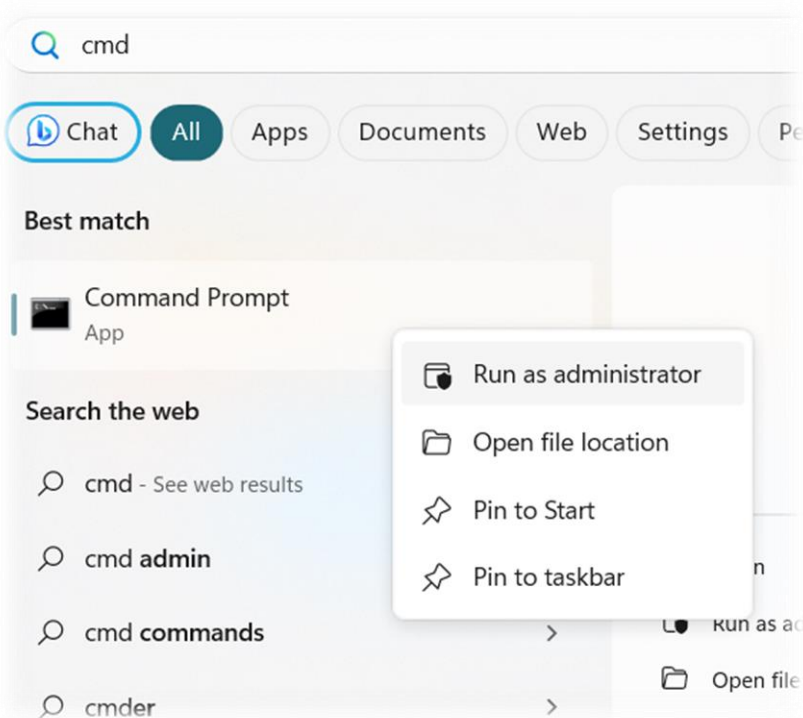 cmd
Chat All Apps Documents Web Settings
Best match
Command Prompt
App
Run as administrator
Search the web
Open file location
cmd - See web results
Pin to Start
cmd admin
Pin to taskbar
cmd commands
Run as
cmder
Open file